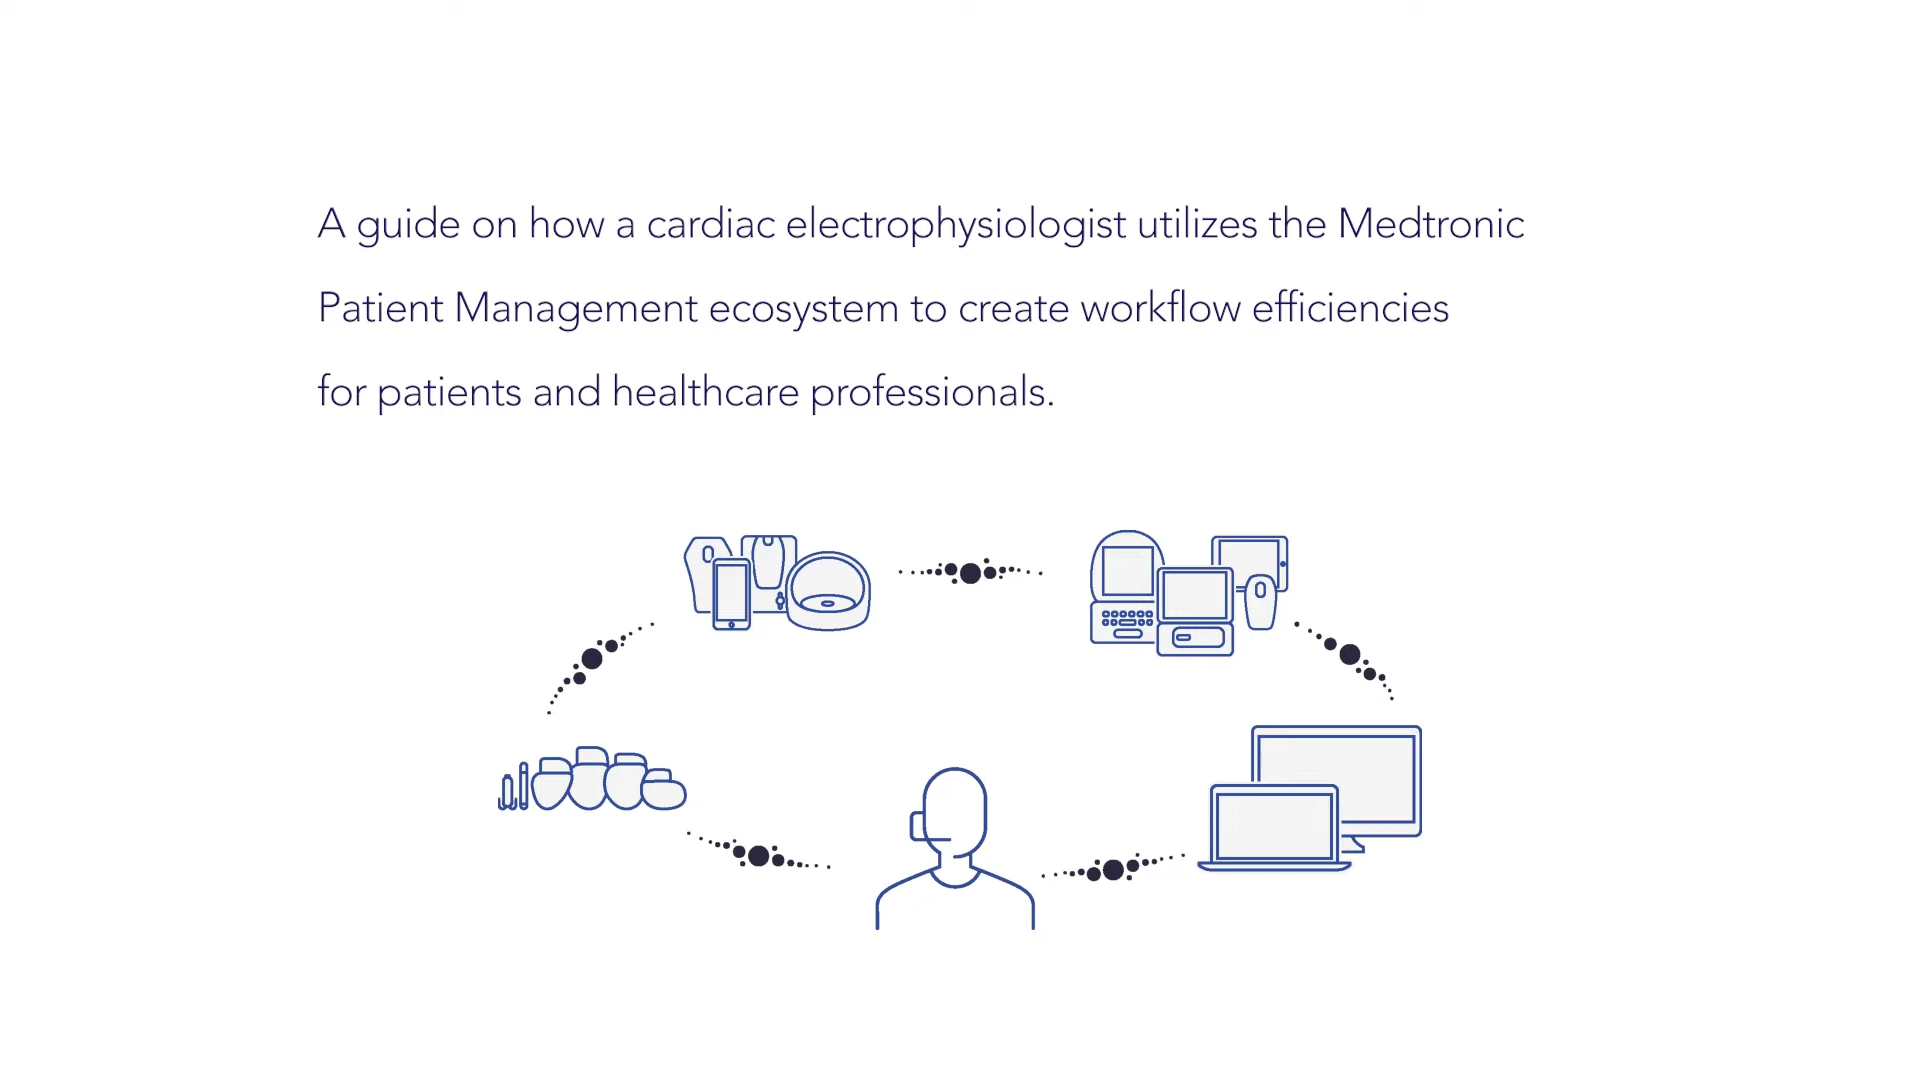 A guide on how a cardiac electrophysiologist utilizes the Medtronic
Patient Management ecosystem to create workflow efficiencies
for patients and healthcare professionals.